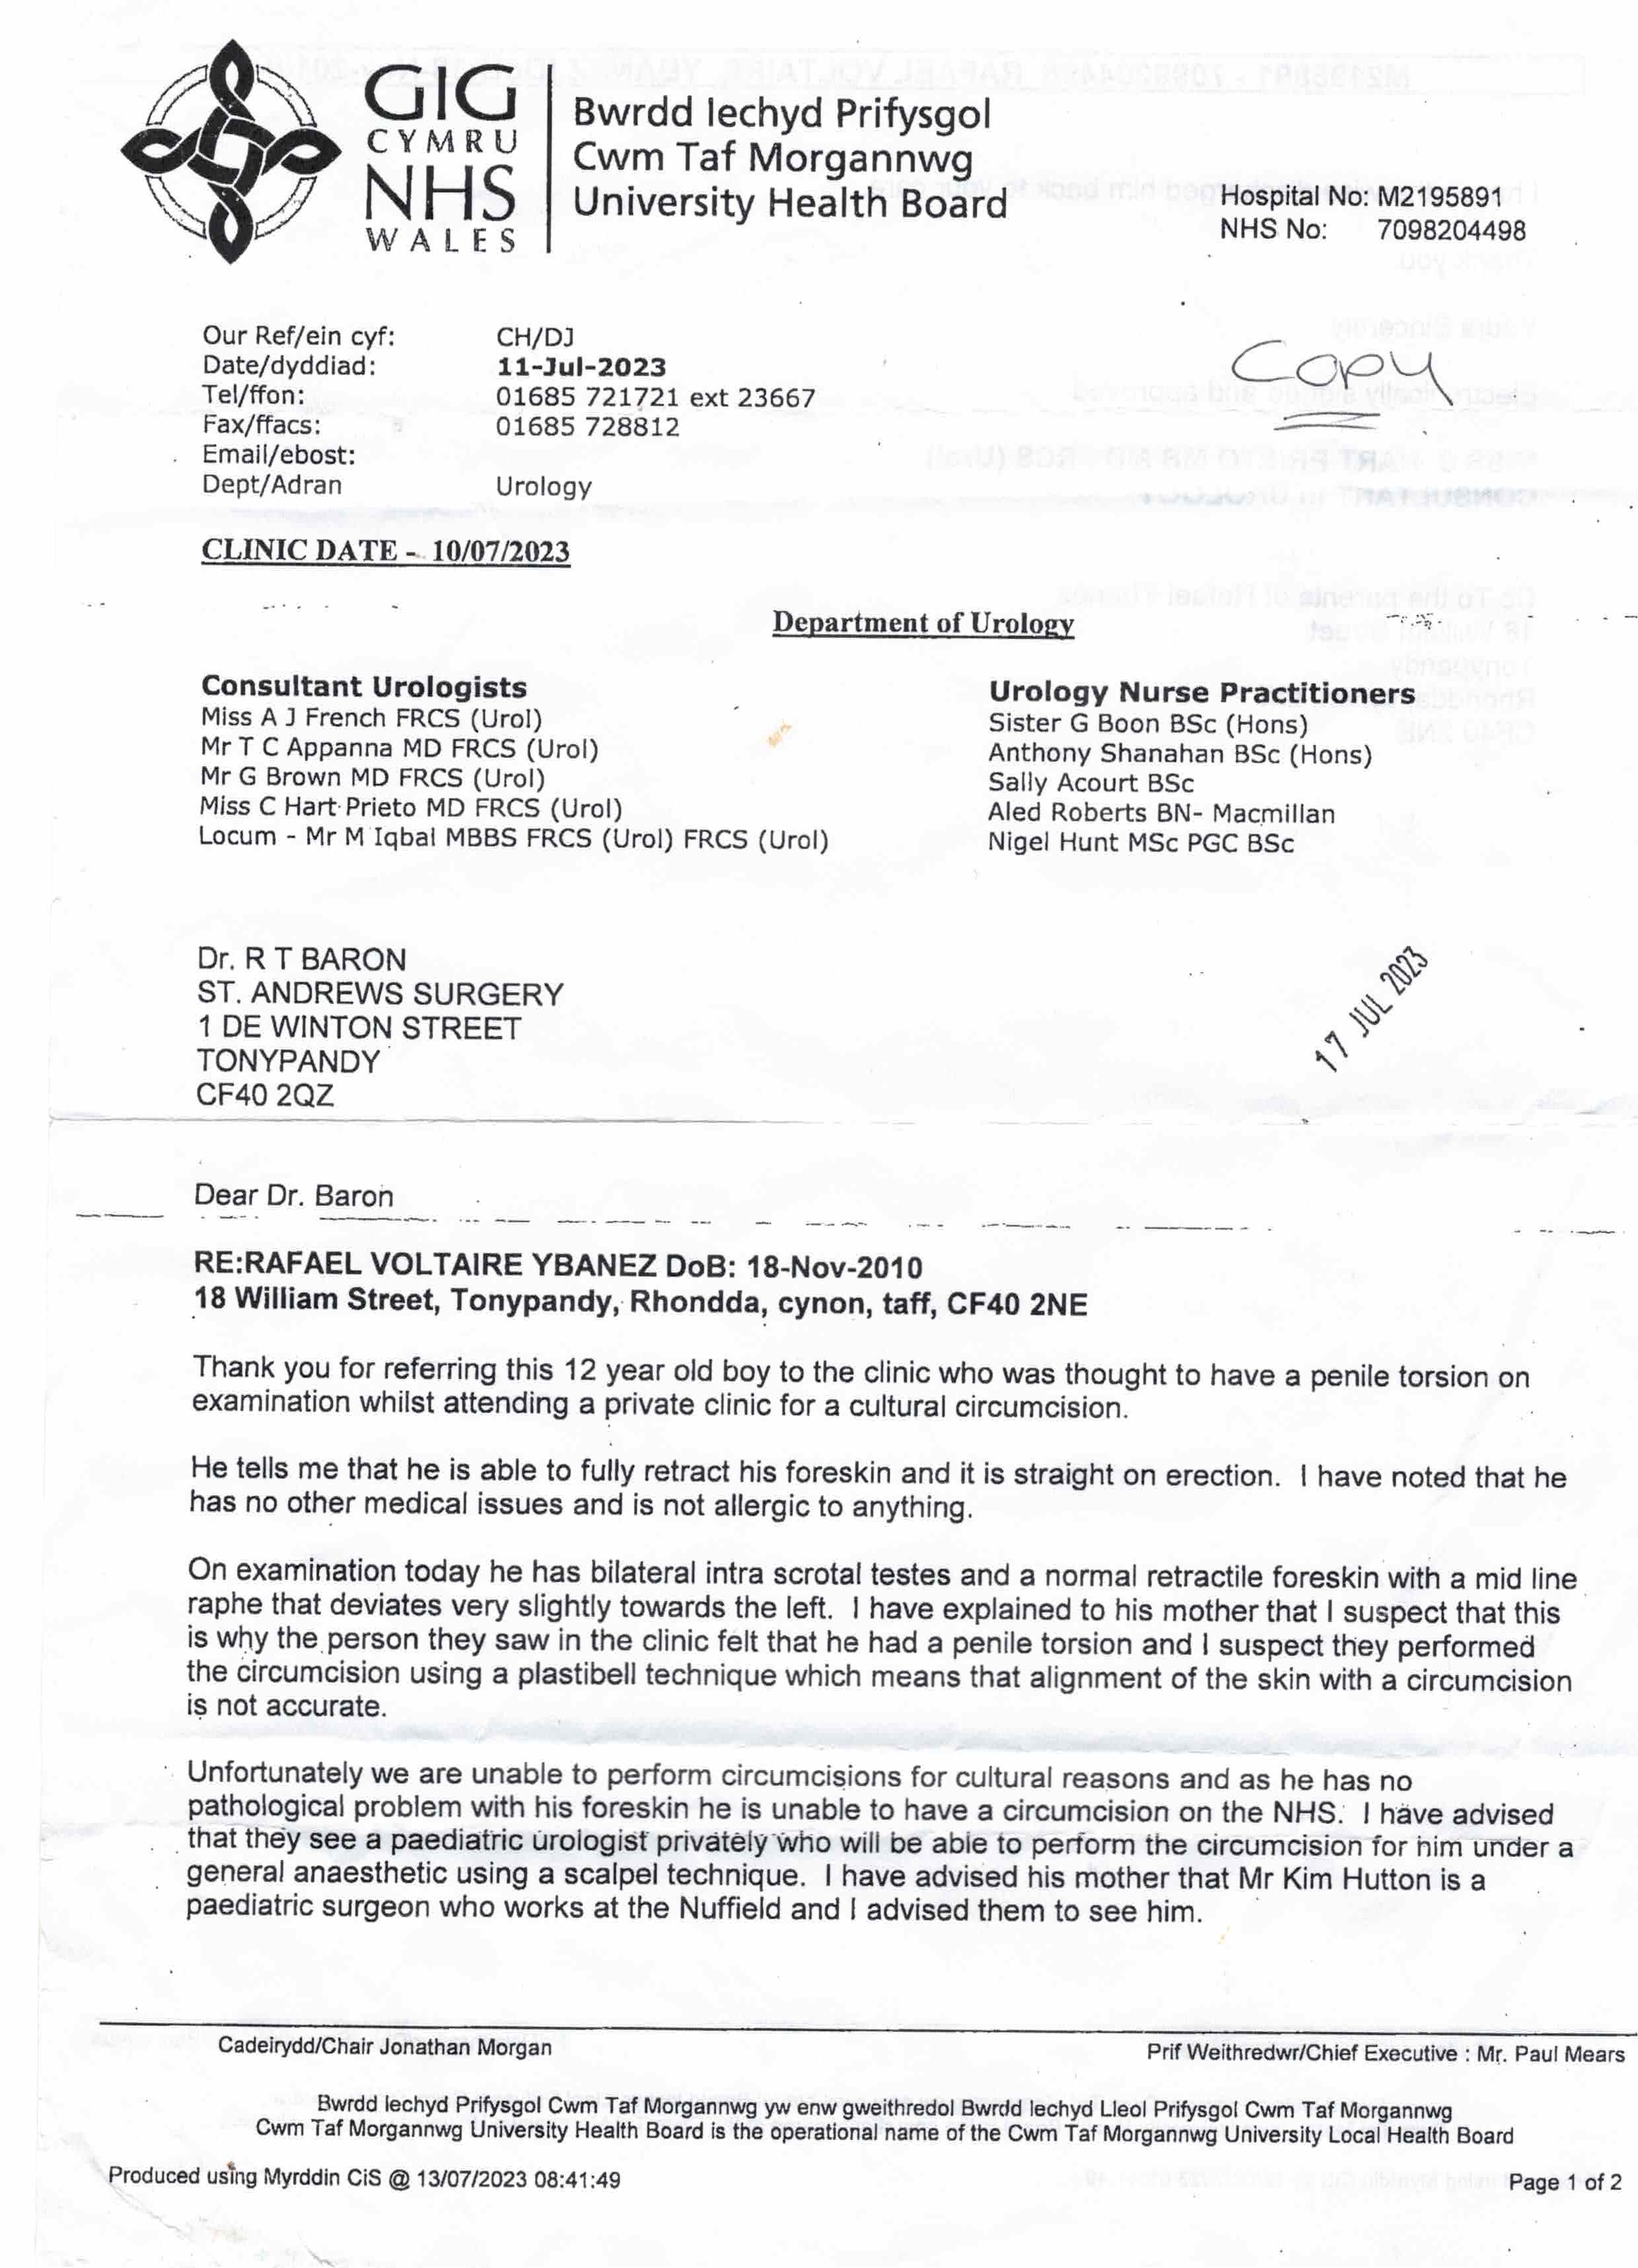 GIG
CYMRU
NHS
WALES
Bwrdd Iechyd Prifysgol
Cwm Taf Morgannwg
University Health Board
Hospital No: M2195891
NHS No: 7098204498
Our Ref/ein cyf: CH/DJ
Date/dyddiad: 11-Jul-2023
Tel/ffon: 01685 721721 ext 23667
Fax/ffacs: 01685 728812
Email/ebost:
Dept/Adran Urology
Copy
CLINIC DATE - 10/07/2023
Department of Urology
Consultant Urologists
Miss A J French FRCS (Urol)
Mr T C Appanna MD FRCS (Urol)
Mr G Brown MD FRCS (Urol)
Miss C Hart Prieto MD FRCS (Urol)
Locum - Mr M Iqbal MBBS FRCS (Urol) FRCS (Urol)
Urology Nurse Practitioners
Sister G Boon BSc (Hons)
Anthony Shanahan BSc (Hons)
Sally Acourt BSc
Aled Roberts BN- Macmillan
Nigel Hunt MSc PGC BSc
Dr. R T BARON
ST. ANDREWS SURGERY
1 DE WINTON STREET
TONYPANDY
CF40 2QZ
17 JUL 2023
Dear Dr. Baron
RE:RAFAEL VOLTAIRE YBANEZ DoB: 18-Nov-2010
18 William Street, Tonypandy, Rhondda, cynon, taff, CF40 2NE
Thank you for referring this 12 year old boy to the clinic who was thought to have a penile torsion on
examination whilst attending a private clinic for a cultural circumcision.
He tells me that he is able to fully retract his foreskin and it is straight on erection. I have noted that he
has no other medical issues and is not allergic to anything.
On examination today he has bilateral intra scrotal testes and a normal retractile foreskin with a mid line
raphe that deviates very slightly towards the left. I have explained to his mother that I suspect that this
is why the person they saw in the clinic felt that he had a penile torsion and I suspect they performed
the circumcision using a plastibell technique which means that alignment of the skin with a circumcision
is not accurate.
Unfortunately we are unable to perform circumcisions for cultural reasons and as he has no
pathological problem with his foreskin he is unable to have a circumcision on the NHS. I have advised
that they see a paediatric urologist privately who will be able to perform the circumcision for him under a
general anaesthetic using a scalpel technique. I have advised his mother that Mr Kim Hutton is a
paediatric surgeon who works at the Nuffield and I advised them to see him.
Cadeirydd/Chair Jonathan Morgan
Prif Weithredwr/Chief Executive : Mr. Paul Mears
Bwrdd Iechyd Prifysgol Cwm Taf Morgannwg yw enw gweithredol Bwrdd Iechyd Lleol Prifysgol Cwm Taf Morgannwg
Cwm Taf Morgannwg University Health Board is the operational name of the Cwm Taf Morgannwg University Local Health Board
Produced using Myrddin CiS @ 13/07/2023 08:41:49
Page 1 of 2